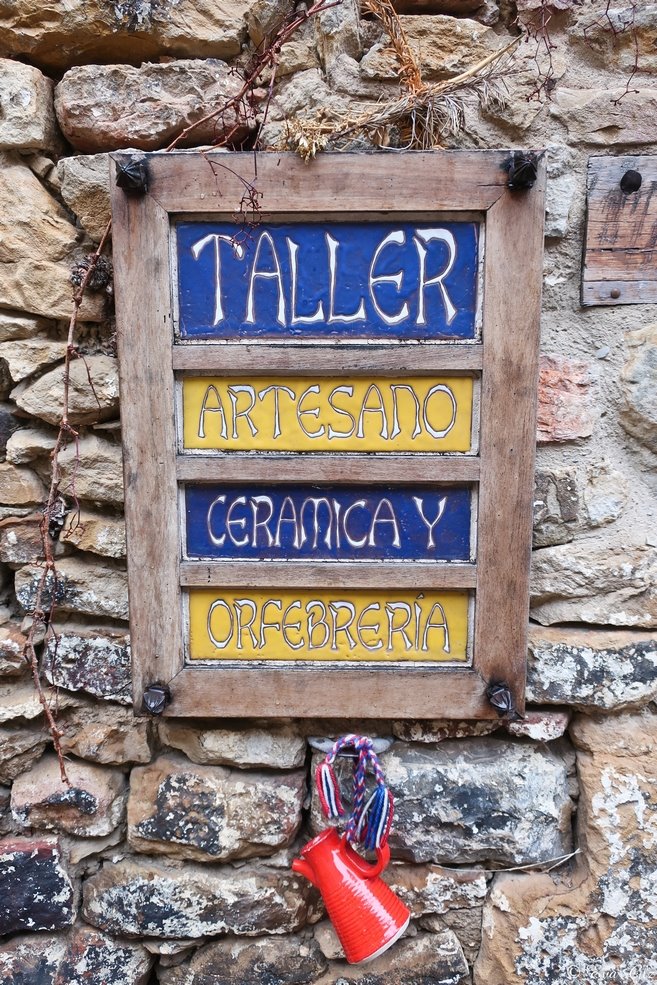 TALLER
ARTESANO
CERAMICA Y
ORFEBRERÍA